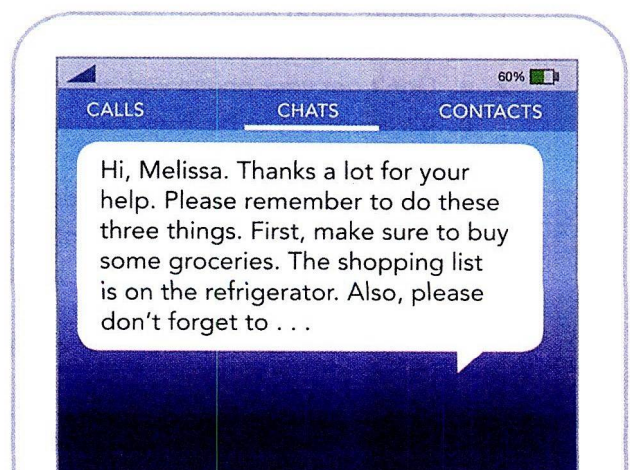 60%
CALLS CHATS CONTACTS
Hi, Melissa. Thanks a lot for your
help. Please remember to do these
three things. First, make sure to buy
some groceries. The shopping list
is on the refrigerator. Also, please
don't forget to . . .